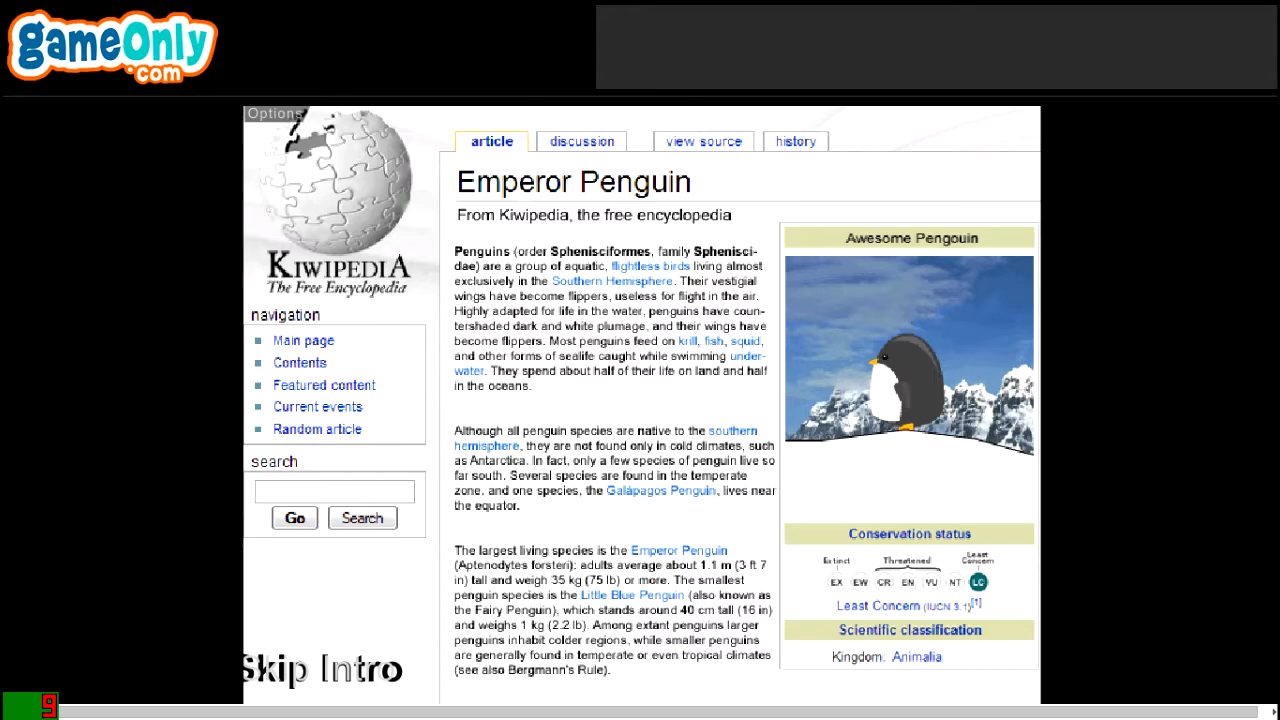 gameOnly
.com
Options
article
discussion
view source
history
Emperor Penguin
From Kiwipedia, the free encyclopedia
KIWIPEDIA
The Free Encyclopedia
navigation
Main page
Contents
Featured content
Current events
Random article
search
Go
Search
Skip Intro
9
Penguins (order Sphenisciformes, family Sphenisci-
dae) are a group of aquatic, flightless birds living almost
exclusively in the Southern Hemisphere. Their vestigial
wings have become flippers, useless for flight in the air.
Highly adapted for life in the water, penguins have coun-
tershaded dark and white plumage, and their wings have
become flippers. Most penguins feed on krill, fish, squid,
and other forms of sealife caught while swimming under-
water. They spend about half of their life on land and half
in the oceans.
Although all penguin species are native to the southern
hemisphere, they are not found only in cold climates, such
as Antarctica. In fact, only a few species of penguin live so
far south. Several species are found in the temperate
zone, and one species, the Galápagos Penguin, lives near
the equator.
The largest living species is the Emperor Penguin
(Aptenodytes forsteri): adults average about 1.1 m (3 ft 7
in) tall and weigh 35 kg (75 lb) or more. The smallest
penguin species is the Little Blue Penguin (also known as
the Fairy Penguin), which stands around 40 cm tall (16 in)
and weighs 1 kg (2.2 lb). Among extant penguins larger
penguins inhabit colder regions, while smaller penguins
are generally found in temperate or even tropical climates
(see also Bergmann's Rule).
Awesome Pengouin
Conservation status
Extinct Threatened Least Concern
EX EW CR EN VU NT LC
Least Concern (IUCN 3.1)[1]
Scientific classification
Kingdom: Animalia